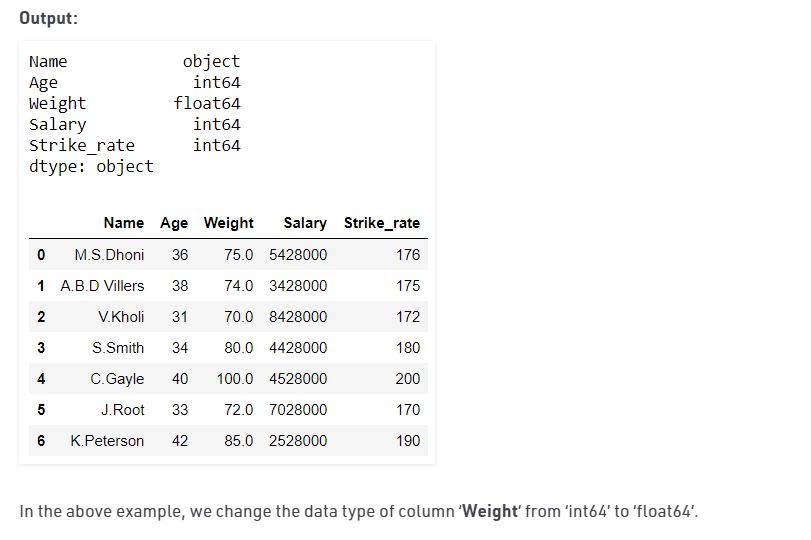 Output:
Name object
Age int64
Weight float64
Salary int64
Strike_rate int64
dtype: object
Name Age Weight Salary Strike_rate
0 M.S.Dhoni 36 75.0 5428000 176
1 A.B.D Villers 38 74.0 3428000 175
2 V.Kholi 31 70.0 8428000 172
3 S.Smith 34 80.0 4428000 180
4 C.Gayle 40 100.0 4528000 200
5 J.Root 33 72.0 7028000 170
6 K.Peterson 42 85.0 2528000 190
In the above example, we change the data type of column 'Weight' from 'int64' to 'float64'.